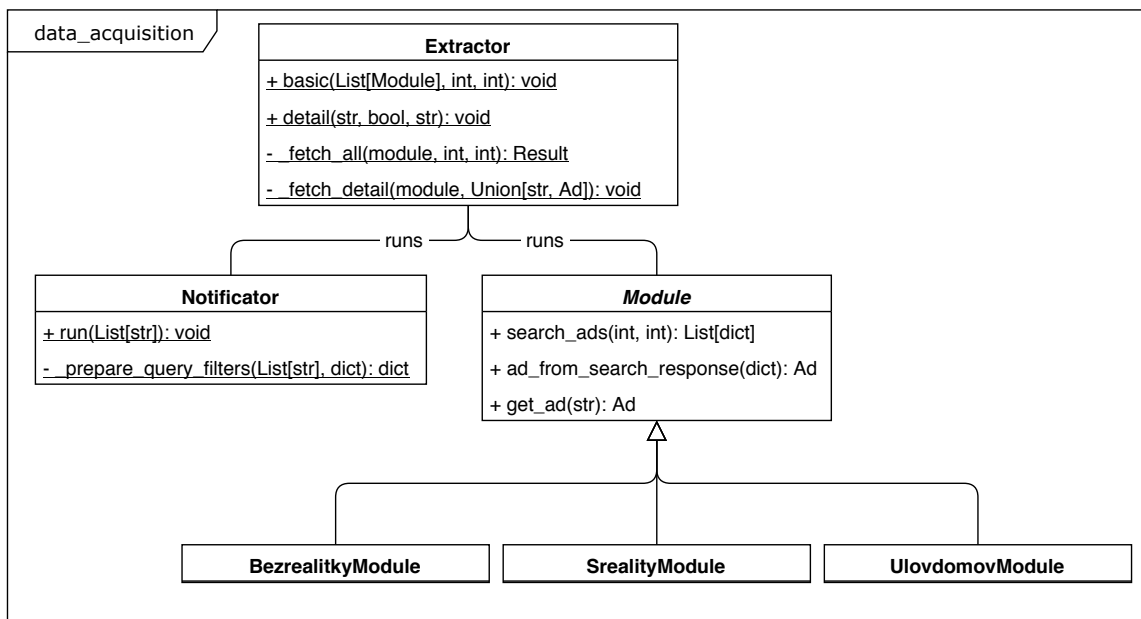 data_acquisition
Extractor
+ basic(List[Module], int, int): void
+ detail(str, bool, str): void
- _fetch_all(module, int, int): Result
- _fetch_detail(module, Union[str, Ad]): void
runs
runs
Notificator
+ run(List[str]): void
- _prepare_query_filters(List[str], dict): dict
Module
+ search_ads(int, int): List[dict]
+ ad_from_search_response(dict): Ad
+ get_ad(str): Ad
BezrealitkyModule
SrealityModule
UlovdomovModule